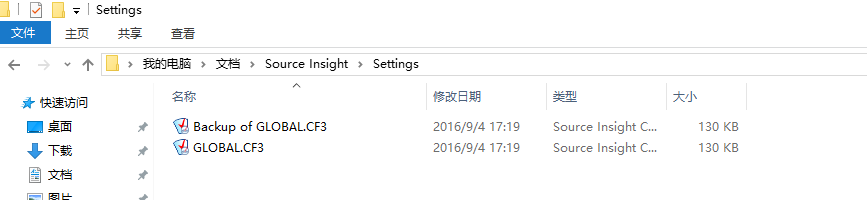 Settings
文件 主页 共享 查看
我的电脑 文档 Source Insight Settings
名称 修改日期 类型 大小
快速访问
桌面
下载
文档
图片
Backup of GLOBAL.CF3 2016/9/4 17:19 Source Insight C... 130 KB
GLOBAL.CF3 2016/9/4 17:19 Source Insight C... 130 KB